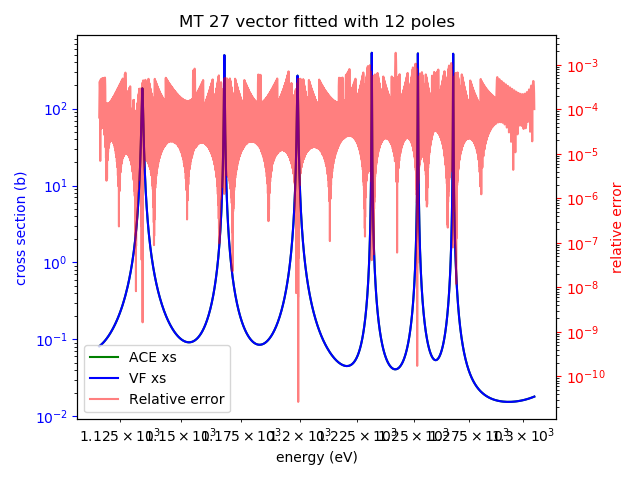 MT 27 vector fitted with 12 poles
cross section (b)
10²
10¹
10⁰
10⁻¹
10⁻²
10⁻³
10⁻⁴
10⁻⁵
10⁻⁶
10⁻⁷
10⁻⁸
10⁻⁹
10⁻¹⁰
relative error
ACE xs
VF xs
Relative error
1.125 × 10³ 1.15 × 10³ 1.175 × 10³ 1.2 × 10³ 1.225 × 10³ 1.25 × 10³ 1.275 × 10³ 1.3 × 10³
energy (eV)